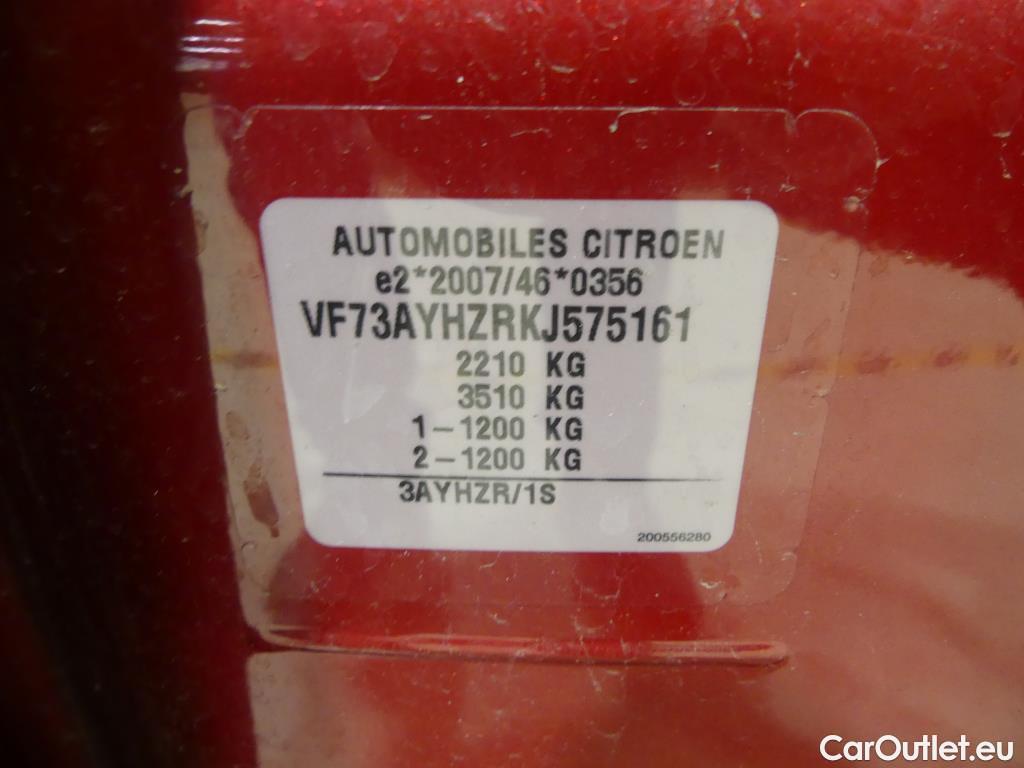 AUTOMOBILES CITROEN
e2*2007/46*0356
VF73AYHZRKJ575161
2210 KG
3510 KG
1-1200 KG
2-1200 KG
3AYHZR/1S
200556280
CarOutlet.eu